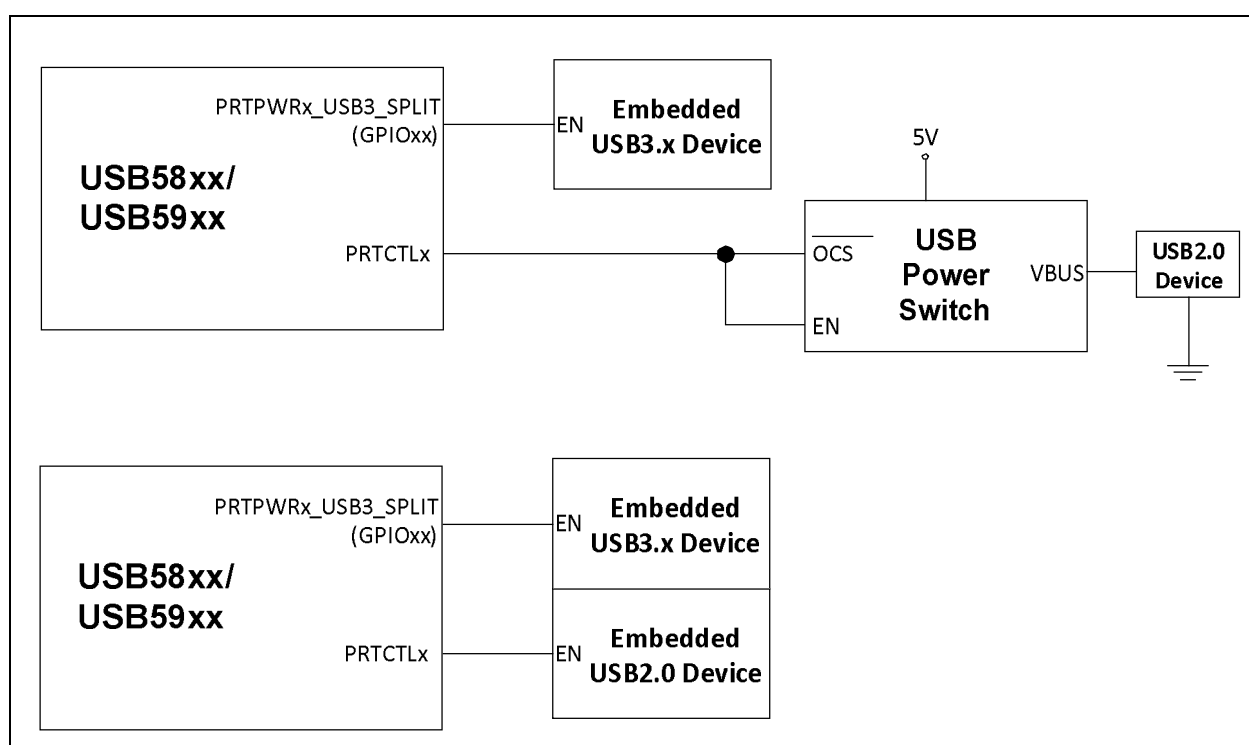 PRTPWRx_USB3_SPLIT
(GPIOxx)
USB58xx/
USB59xx
PRTCTLx
EN
Embedded
USB3.x Device
5V
OCS
EN
USB
Power
Switch
VBUS
USB2.0
Device
PRTPWRx_USB3_SPLIT
(GPIOxx)
USB58xx/
USB59xx
PRTCTLx
EN
Embedded
USB3.x Device
EN
Embedded
USB2.0 Device